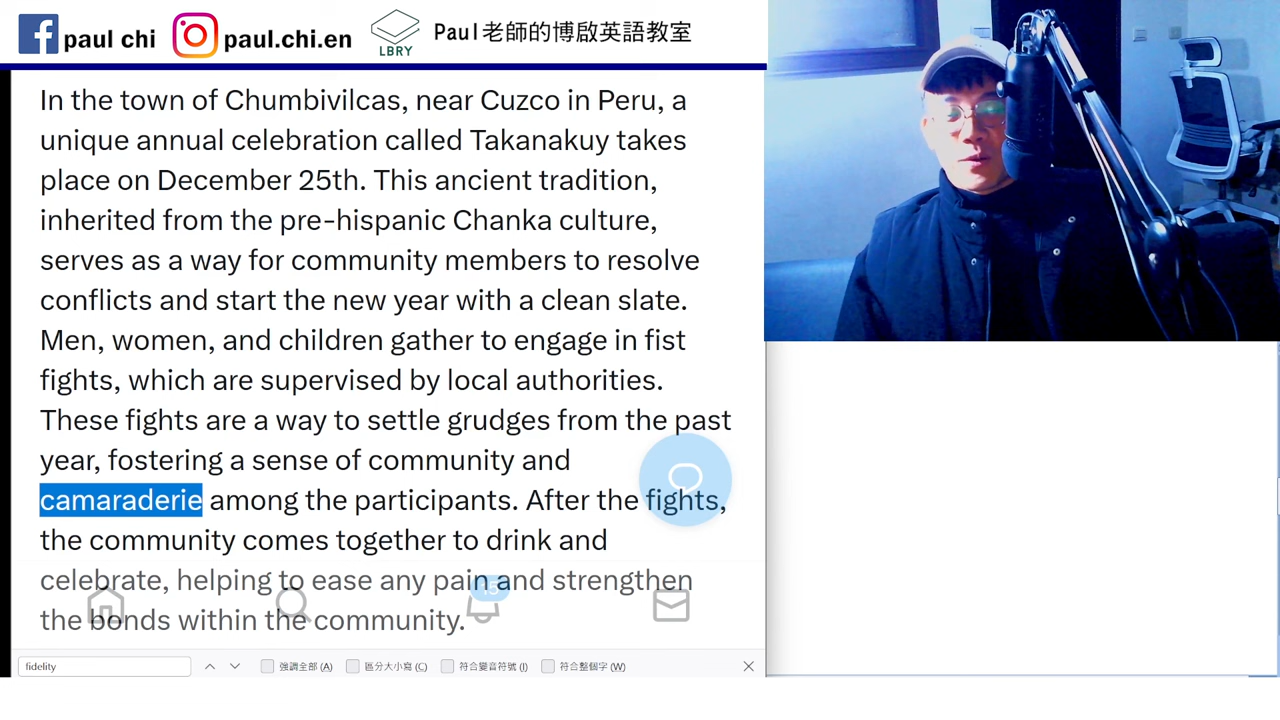 paul chi
paul.chi.en
LBRY
Paul老師的博啟英語教室
In the town of Chumbivilcas, near Cuzco in Peru, a
unique annual celebration called Takanakuy takes
place on December 25th. This ancient tradition,
inherited from the pre-hispanic Chanka culture,
serves as a way for community members to resolve
conflicts and start the new year with a clean slate.
Men, women, and children gather to engage in fist
fights, which are supervised by local authorities.
These fights are a way to settle grudges from the past
year, fostering a sense of community and
camaraderie among the participants. After the fights,
the community comes together to drink and
celebrate, helping to ease any pain and strengthen
the bonds within the community.
15
fidelity
強調全部 (A)
區分大小寫 (C)
符合變音符號 (I)
符合整個字 (W)